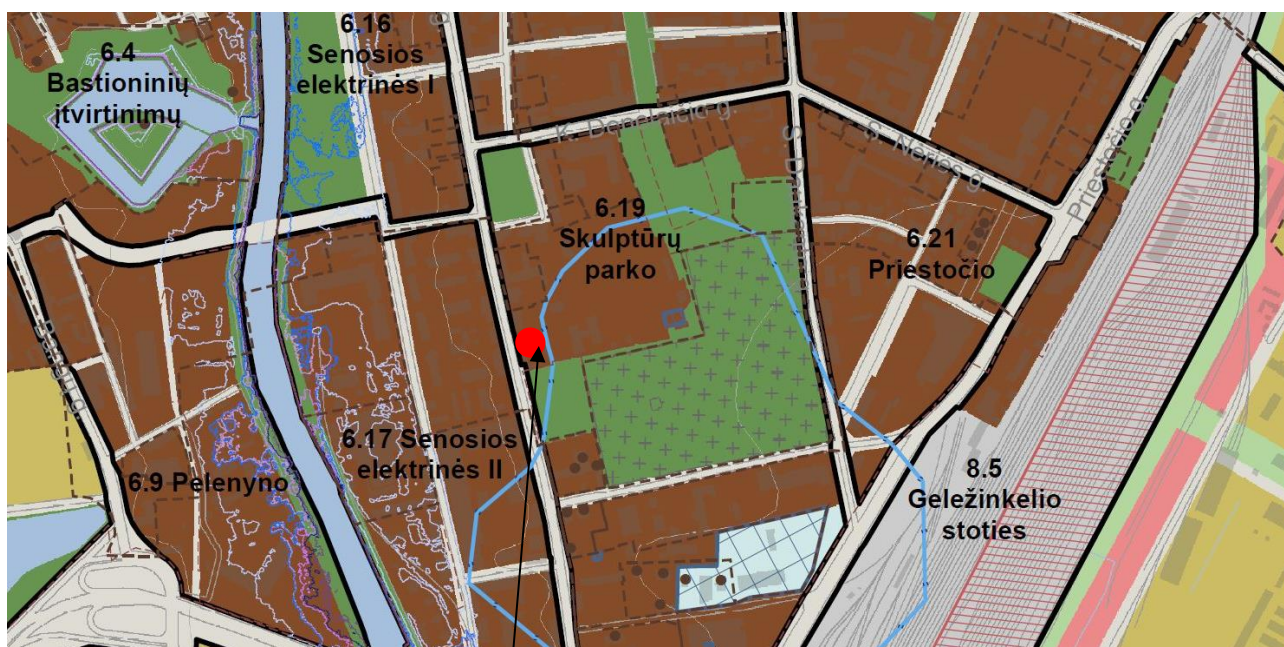 6.4
Bastioninių
įtvirtinimų
6.16
Senosios
elektrinės I
K. Donelaičio g.
S. Nėries g.
Priestočio g.
6.19
Skulptūrų
parko
6.21
Priestočio
6.17 Senosios
elektrinės II
6.9 Pelenyno
8.5
Geležinkelio
stoties